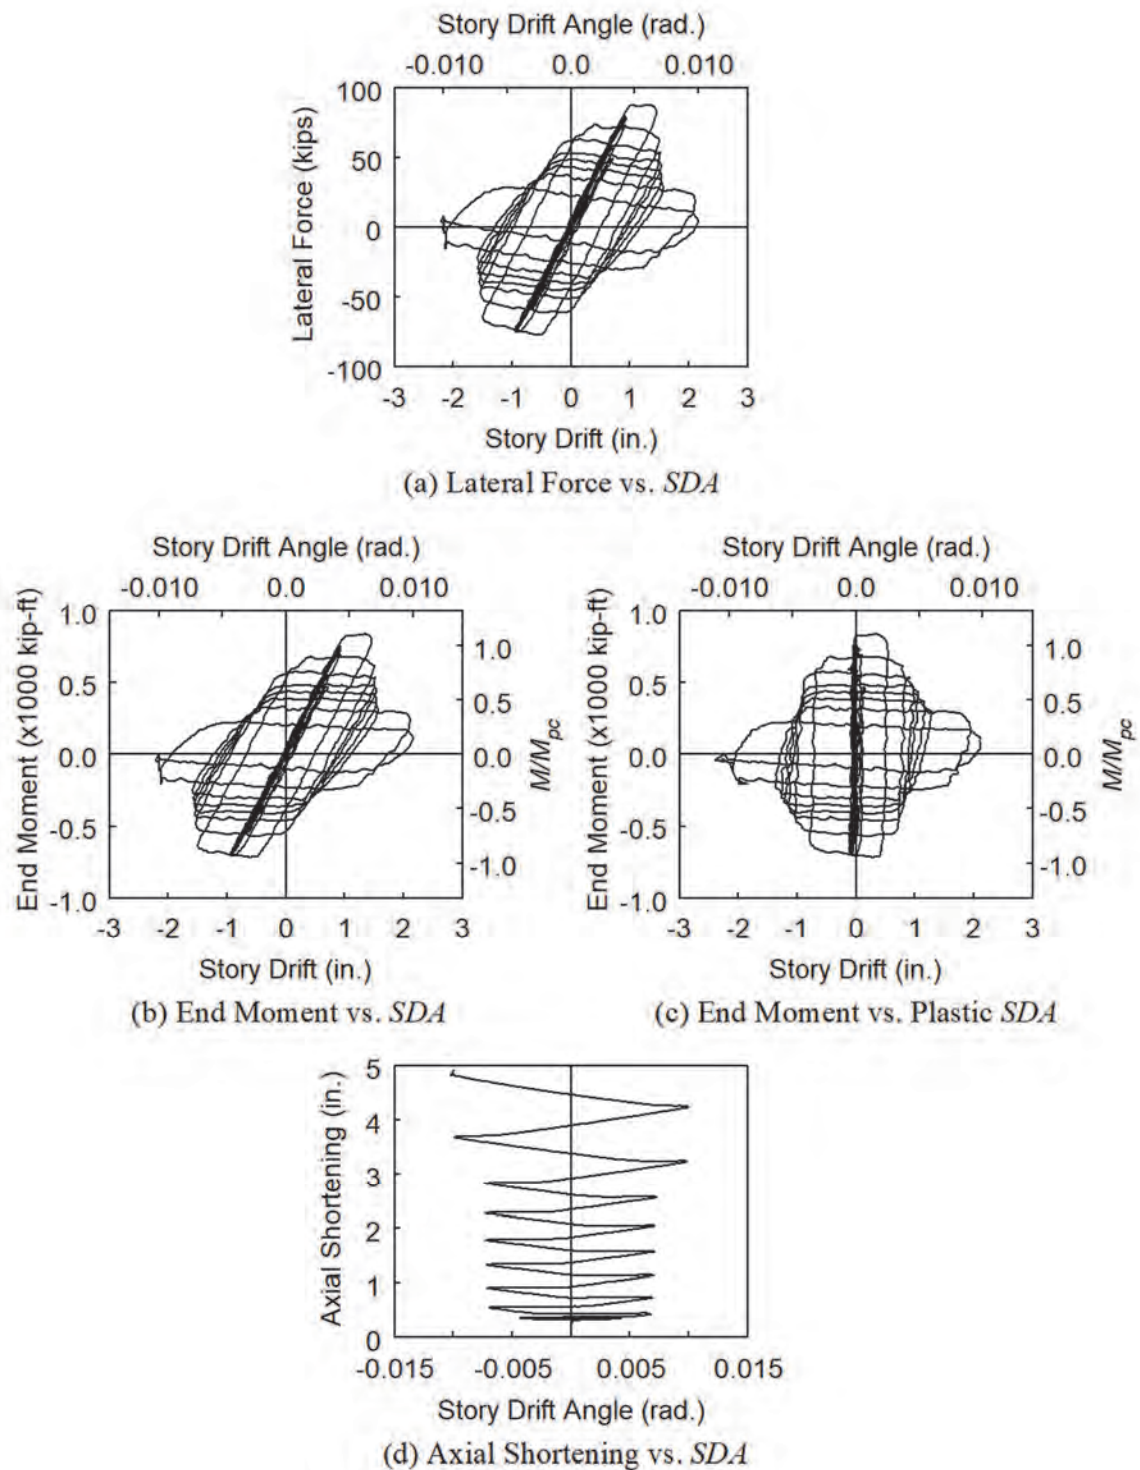 Story Drift Angle (rad.)
-0.010 0.0 0.010
100
50
0
-50
-100
Lateral Force (kips)
-3 -2 -1 0 1 2 3
Story Drift (in.)
(a) Lateral Force vs. SDA
Story Drift Angle (rad.)
-0.010 0.0 0.010
1.0
0.5
0.0
-0.5
-1.0
End Moment (x1000 kip-ft)
1.0
0.5
0.0
-0.5
-1.0
M/Mpc
-3 -2 -1 0 1 2 3
Story Drift (in.)
(b) End Moment vs. SDA
Story Drift Angle (rad.)
-0.010 0.0 0.010
1.0
0.5
0.0
-0.5
-1.0
End Moment (x1000 kip-ft)
1.0
0.5
0.0
-0.5
-1.0
M/Mpc
-3 -2 -1 0 1 2 3
Story Drift (in.)
(c) End Moment vs. Plastic SDA
5
4
3
2
1
0
Axial Shortening (in.)
-0.015 -0.005 0.005 0.015
Story Drift Angle (rad.)
(d) Axial Shortening vs. SDA